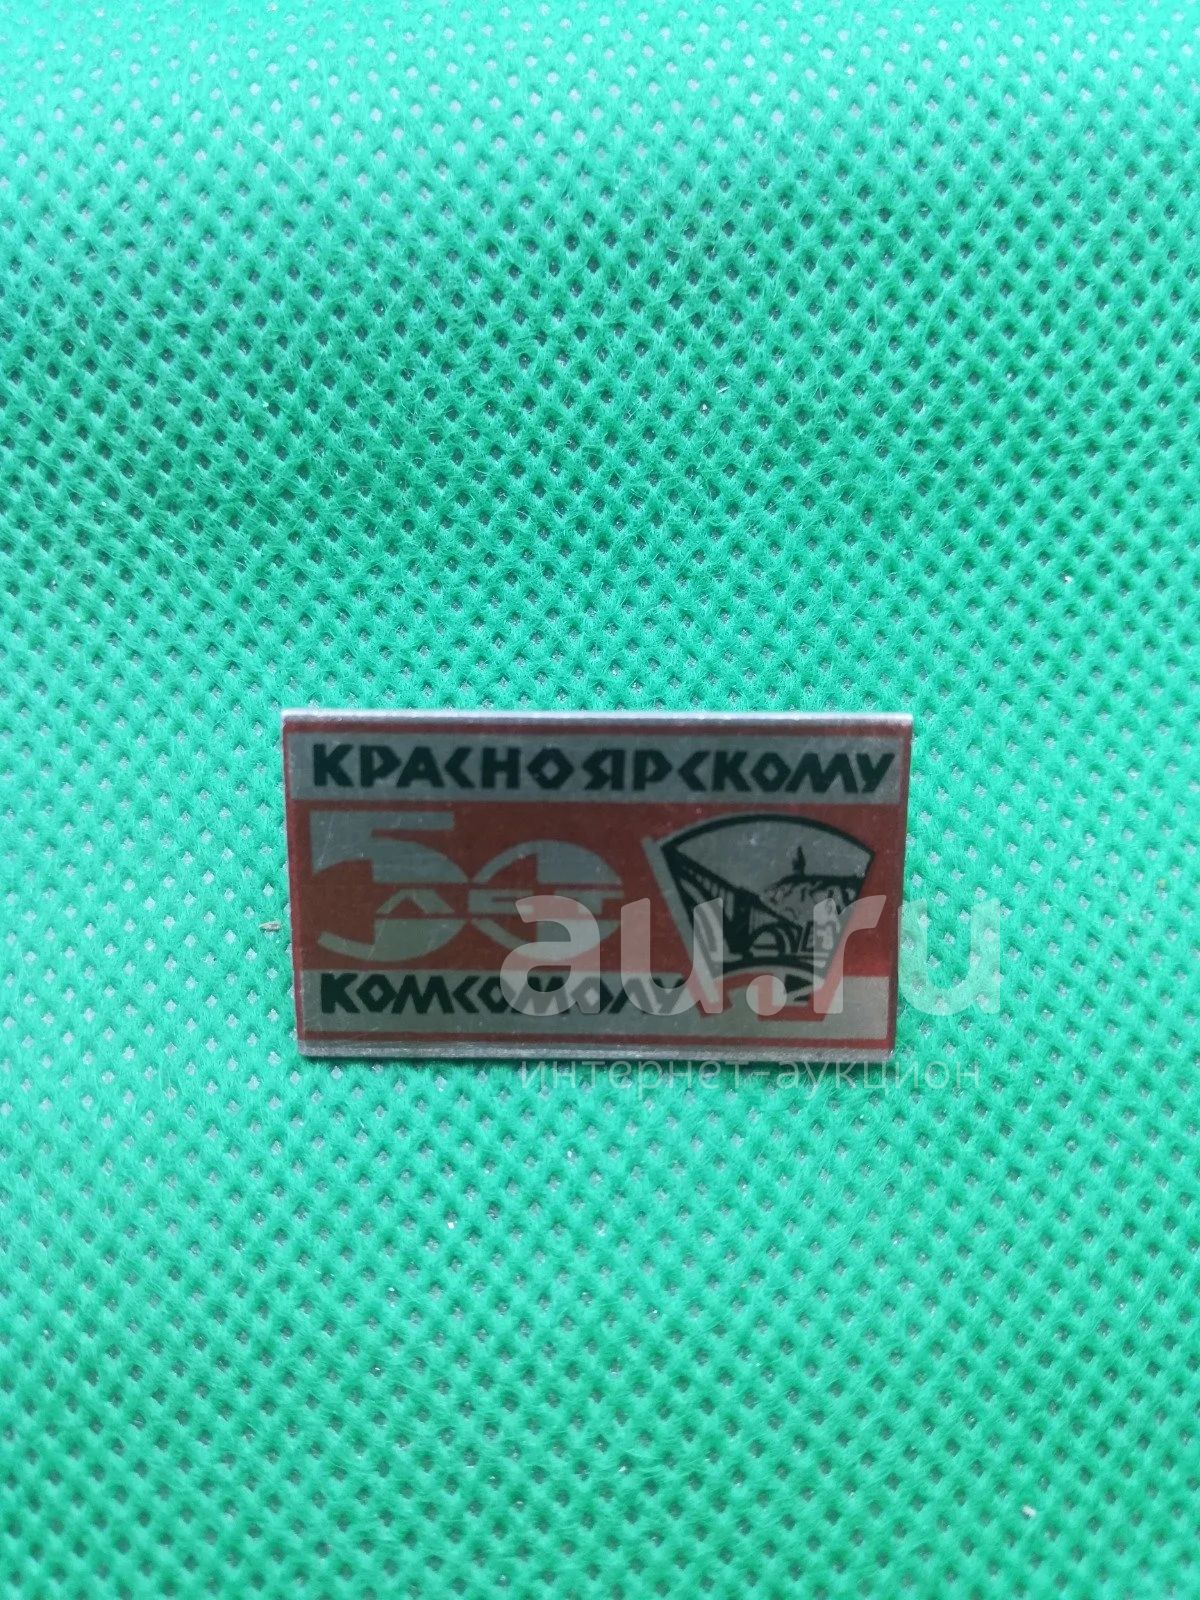 КРАСНОЯРСКОМУ
50
ЛЕТ
КОМСОМОЛУ
au.ru
интернет-аукцион